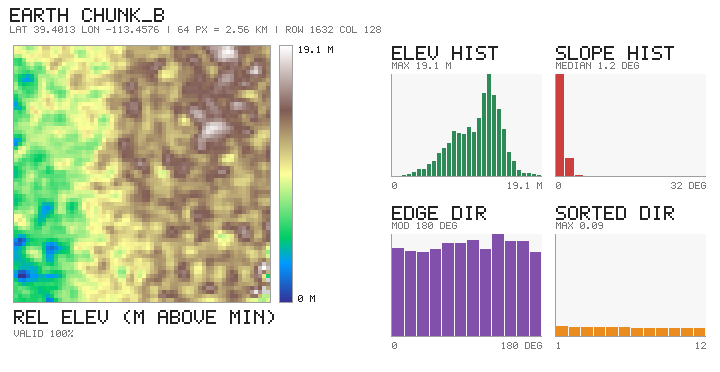 EARTH CHUNK_B
LAT 39.4013 LON -113.4576 | 64 PX = 2.56 KM | ROW 1632 COL 128
19.1 M
0 M
REL ELEV (M ABOVE MIN)
VALID 100%
ELEV HIST
MAX 19.1 M
0 19.1 M
SLOPE HIST
MEDIAN 1.2 DEG
0 32 DEG
EDGE DIR
MOD 180 DEG
0 180 DEG
SORTED DIR
MAX 0.09
1 12